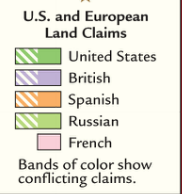 U.S. and European
Land Claims
United States
British
Spanish
Russian
French
Bands of color show
conflicting claims.